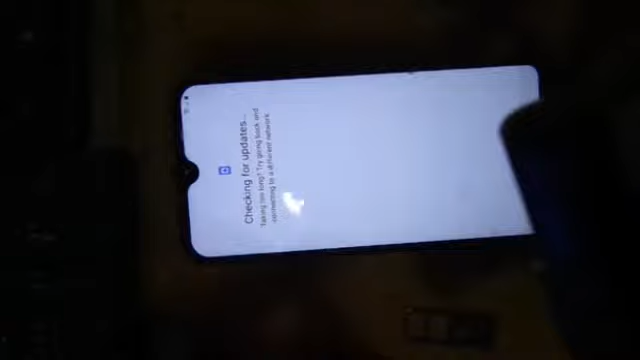 Checking for updates...
Taking too long? Try going back and
connecting to a different network